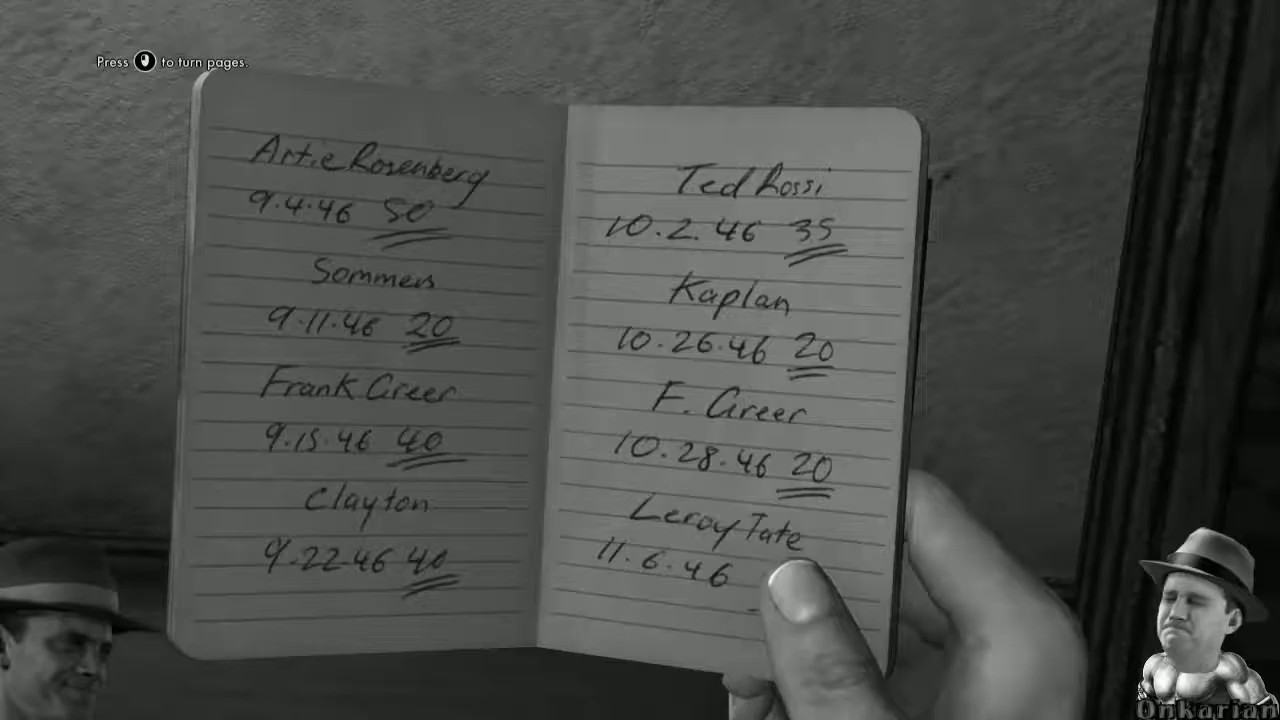 Press to turn pages.
Artie Rosenberg
9.4.46 50
Sommers
9.11.46 20
Frank Greer
9.15.46 40
Clayton
9.22.46 40
Ted Rossi
10.2.46 35
Kaplan
10.26.46 20
F. Greer
10.28.46 20
Leroy Tate
11.6.46
Onkarian